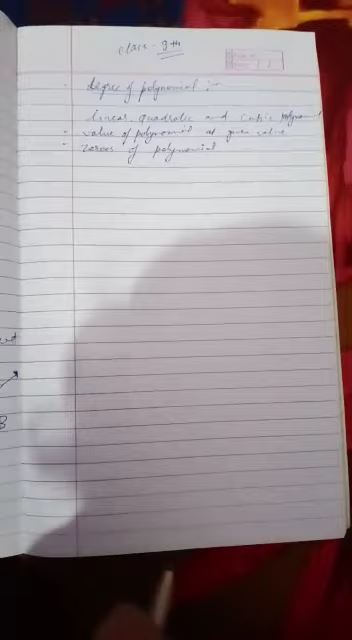 class - 9th
degree of polynomial :-
linear, quadratic and cubic polynomial
value of polynomial at given value
zeroes of polynomial